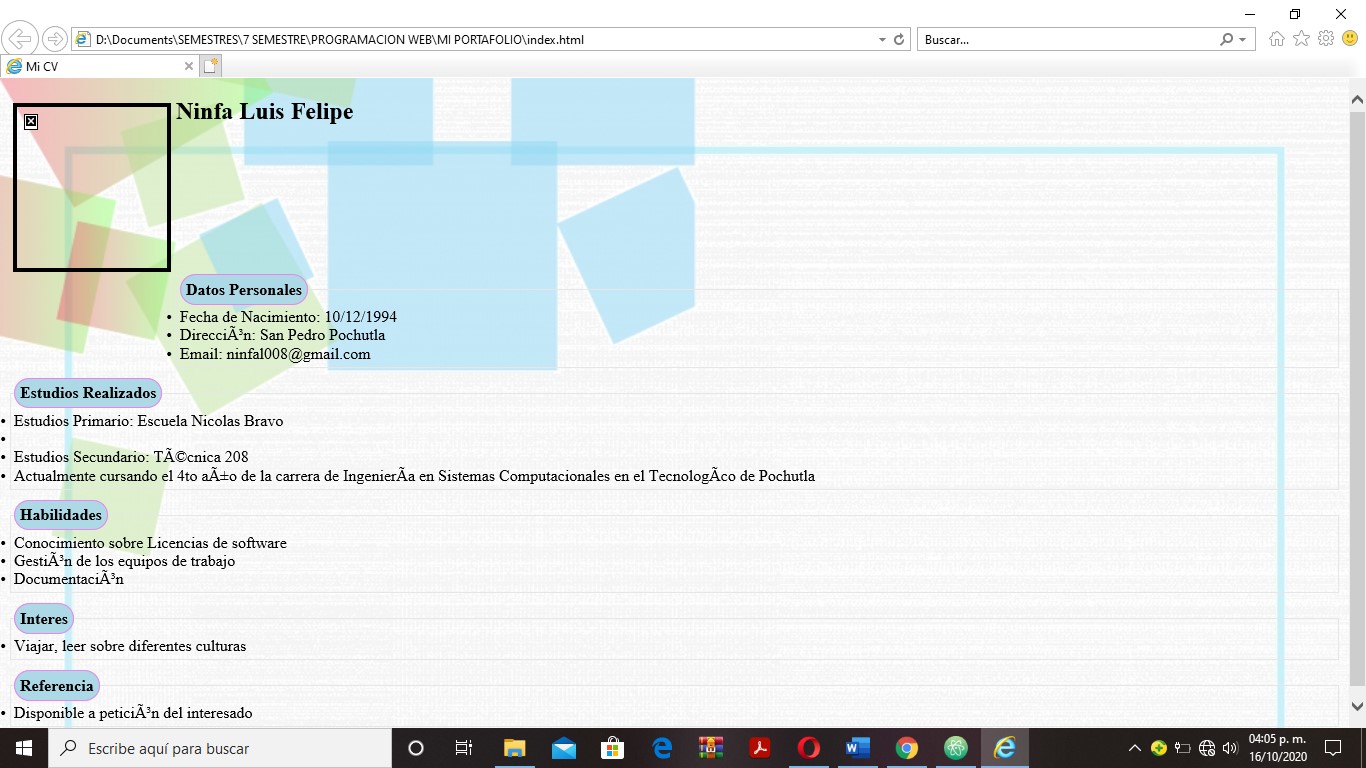 D:\Documents\SEMESTRES\7 SEMESTRE\PROGRAMACION WEB\MI PORTAFOLIO\index.html
Buscar...
Mi CV
Ninfa Luis Felipe
Datos Personales
• Fecha de Nacimiento: 10/12/1994
• DirecciÃ³n: San Pedro Pochutla
• Email: ninfal008@gmail.com
Estudios Realizados
• Estudios Primario: Escuela Nicolas Bravo
•
• Estudios Secundario: TÃ©cnica 208
• Actualmente cursando el 4to aÃ±o de la carrera de IngenierÃa en Sistemas Computacionales en el TecnologÃco de Pochutla
Habilidades
• Conocimiento sobre Licencias de software
• GestiÃ³n de los equipos de trabajo
• DocumentaciÃ³n
Interes
• Viajar, leer sobre diferentes culturas
Referencia
• Disponible a peticiÃ³n del interesado
Escribe aquí para buscar
04:05 p. m.
16/10/2020